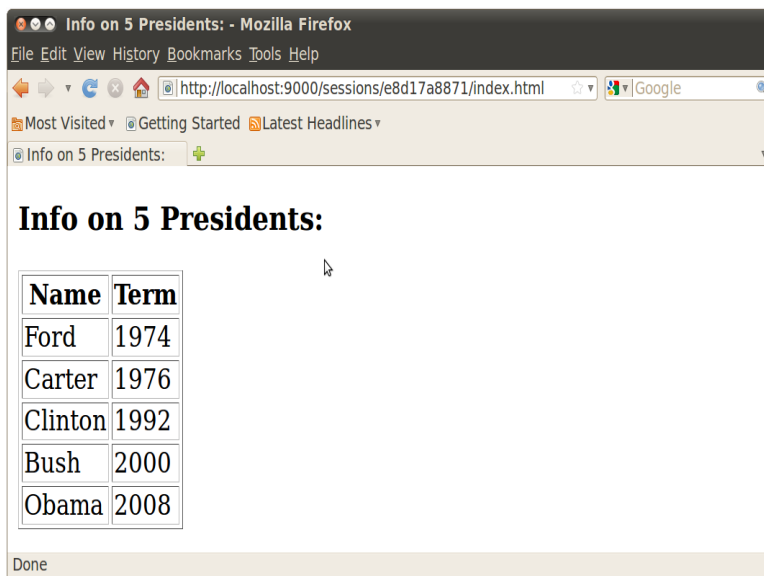 Info on 5 Presidents: - Mozilla Firefox
File Edit View History Bookmarks Tools Help
http://localhost:9000/sessions/e8d17a8871/index.html Google
Most Visited Getting Started Latest Headlines
Info on 5 Presidents:
Info on 5 Presidents:
Name Term
Ford 1974
Carter 1976
Clinton 1992
Bush 2000
Obama 2008
Done